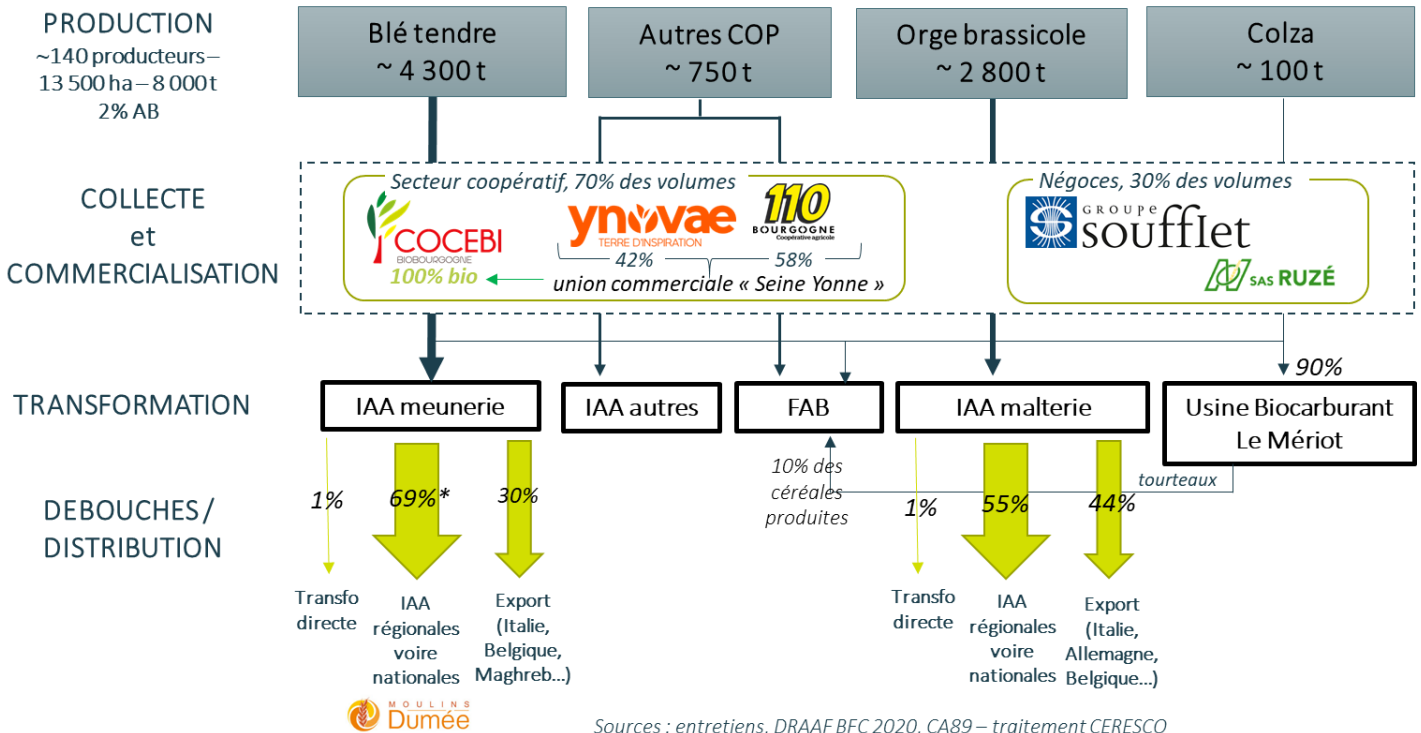 PRODUCTION
~140 producteurs –
13 500 ha – 8 000 t
2% AB
Blé tendre
~ 4 300 t
Autres COP
~ 750 t
Orge brassicole
~ 2 800 t
Colza
~ 100 t
COLLECTE
et
COMMERCIALISATION
Secteur coopératif, 70% des volumes
COCEBI
BIOBOURGOGNE
100% bio
ynovae
TERRE D'INSPIRATION
110
BOURGOGNE
Coopérative agricole
42%
58%
union commerciale « Seine Yonne »
Négoces, 30% des volumes
GROUPE
soufflet
SAS RUZÉ
TRANSFORMATION
90%
IAA meunerie
IAA autres
FAB
IAA malterie
Usine Biocarburant
Le Mériot
DEBOUCHES /
DISTRIBUTION
1%
69%*
30%
10% des
céréales
produites
1%
55%
44%
tourteaux
Transfo
directe
IAA
régionales
voire
nationales
Export
(Italie,
Belgique,
Maghreb...)
Transfo
directe
IAA
régionales
voire
nationales
Export
(Italie,
Allemagne,
Belgique...)
MOULINS
Dumée
Sources : entretiens, DRAAF BFC 2020, CA89 – traitement CERESCO